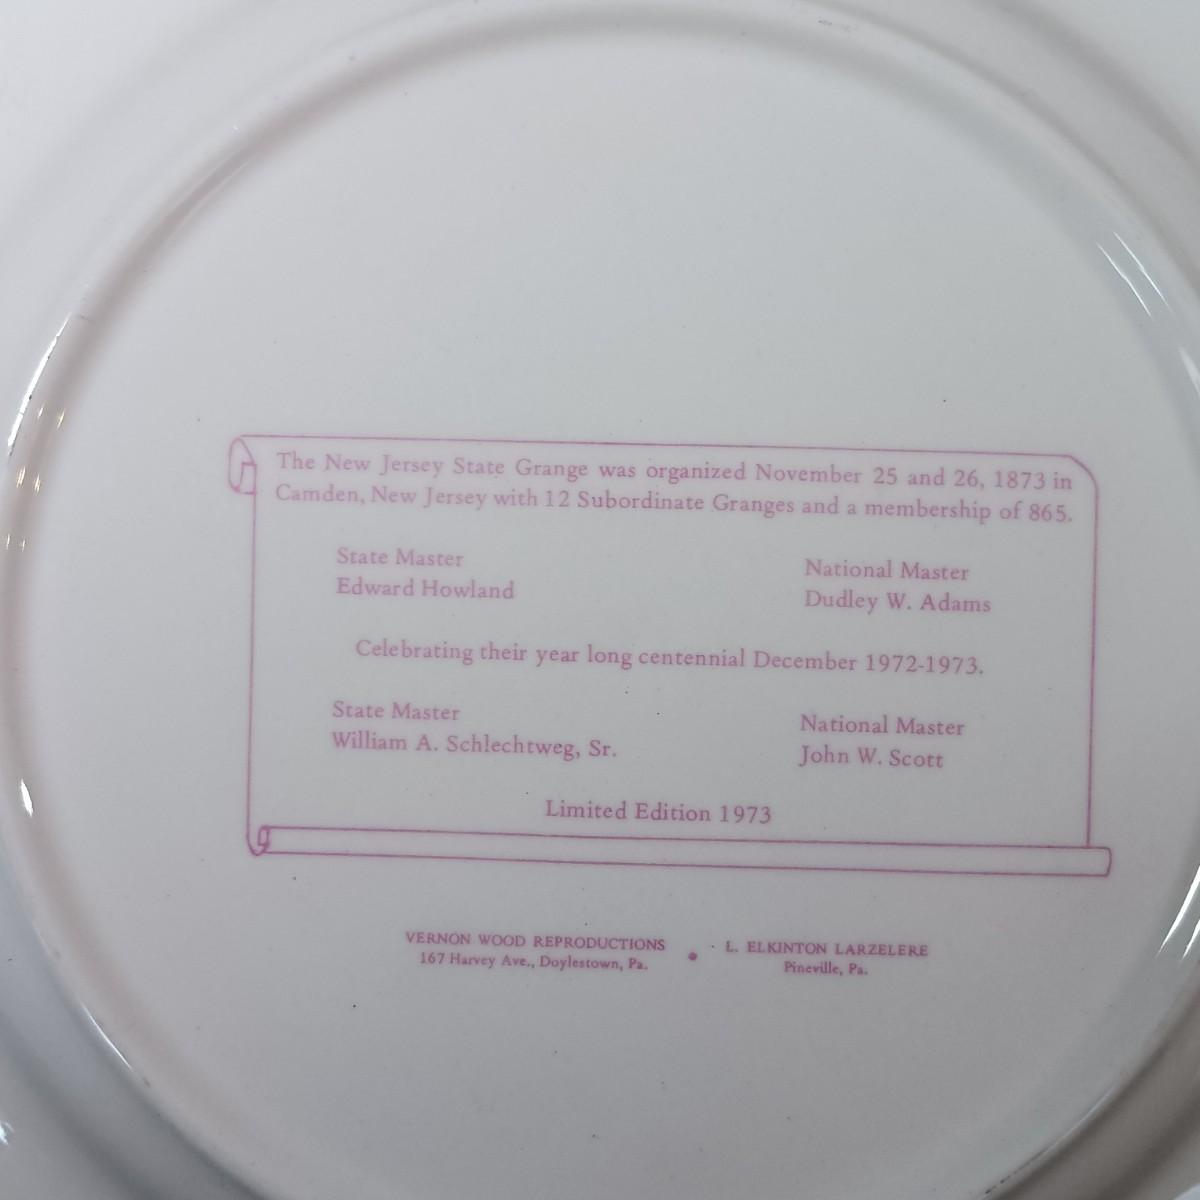 The New Jersey State Grange was organized November 25 and 26, 1873 in
Camden, New Jersey with 12 Subordinate Granges and a membership of 865.
State Master
Edward Howland
National Master
Dudley W. Adams
Celebrating their year long centennial December 1972-1973.
State Master
William A. Schlechtweg, Sr.
National Master
John W. Scott
Limited Edition 1973
VERNON WOOD REPRODUCTIONS
167 Harvey Ave., Doylestown, Pa.
•
L. ELKINTON LARZELERE
Pineville, Pa.